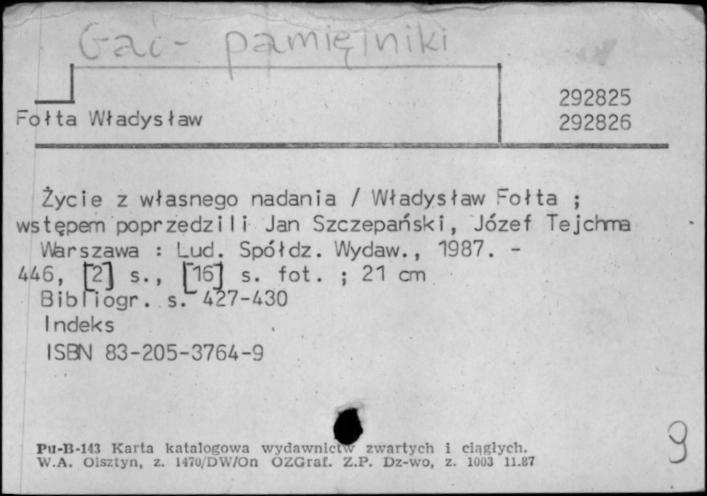 Gać - pamiętniki
292825
Fołta Władysław
292826
Życie z własnego nadania / Władysław Fołta ;
wstępem poprzedzili Jan Szczepański, Józef Tejchma
Warszawa : Lud. Spółdz. Wydaw., 1987. -
446, [2] s., [16] s. fot. ; 21 cm
Bibliogr. s. 427-430
Indeks
ISBN 83-205-3764-9
9
Pu-B-143 Karta katalogowa wydawnictw zwartych i ciągłych.
W.A. Olsztyn, z. 1470/DW/On OZGraf. Z.P. Dz-wo, z. 1003 11.87